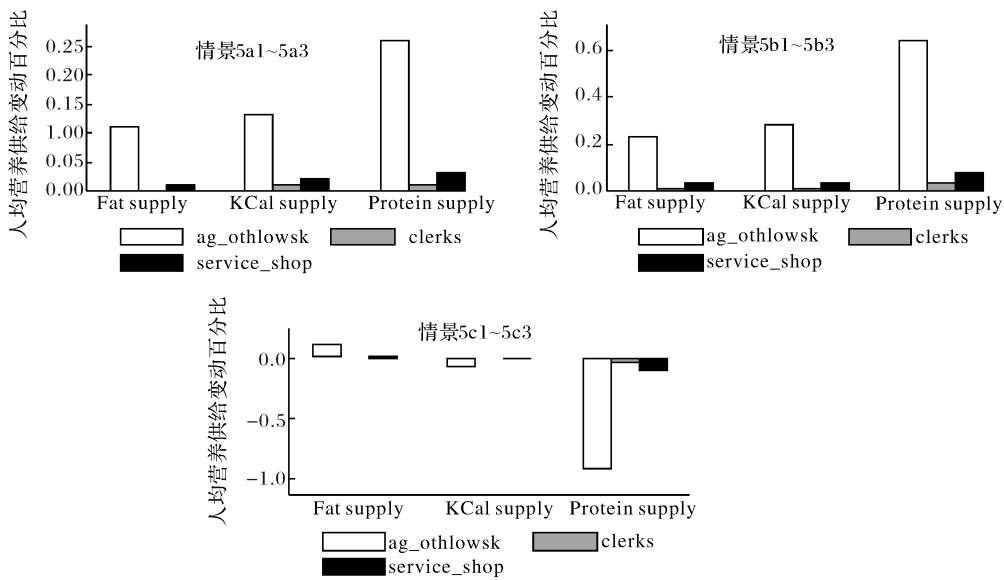 人均营养供给变动百分比
情景5a1~5a3
0.25
0.20
0.15
1.00
0.05
0.00
Fat supply KCal supply Protein supply
ag_othlowsk clerks
service_shop
人均营养供给变动百分比
情景5b1~5b3
0.6
0.4
0.2
0.0
Fat supply KCal supply Protein supply
ag_othlowsk clerks
service_shop
人均营养供给变动百分比
情景5c1~5c3
0.0
−0.5
−1.0
Fat supply KCal supply Protein supply
ag_othlowsk clerks
service_shop